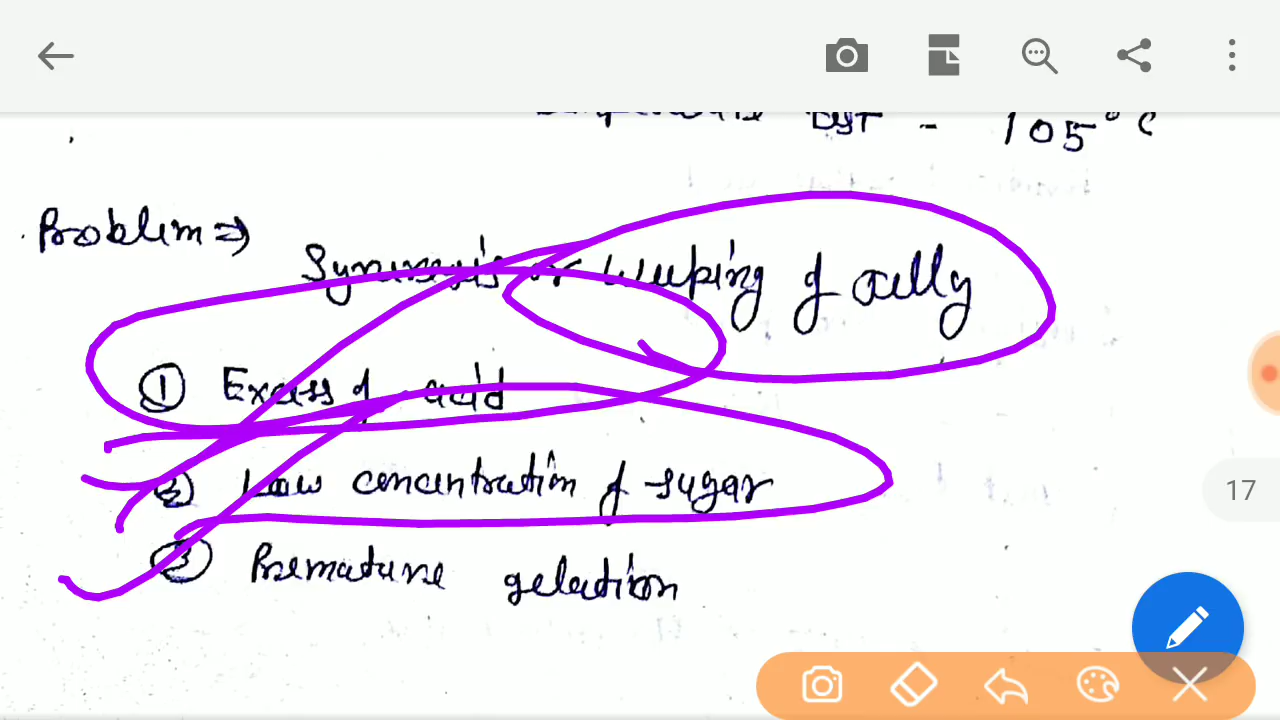 105°C
Problem ⇒
Syneresis or Weeping of Jelly
① Excess of acid
② Low concentration of sugar
③ Premature gelation
17